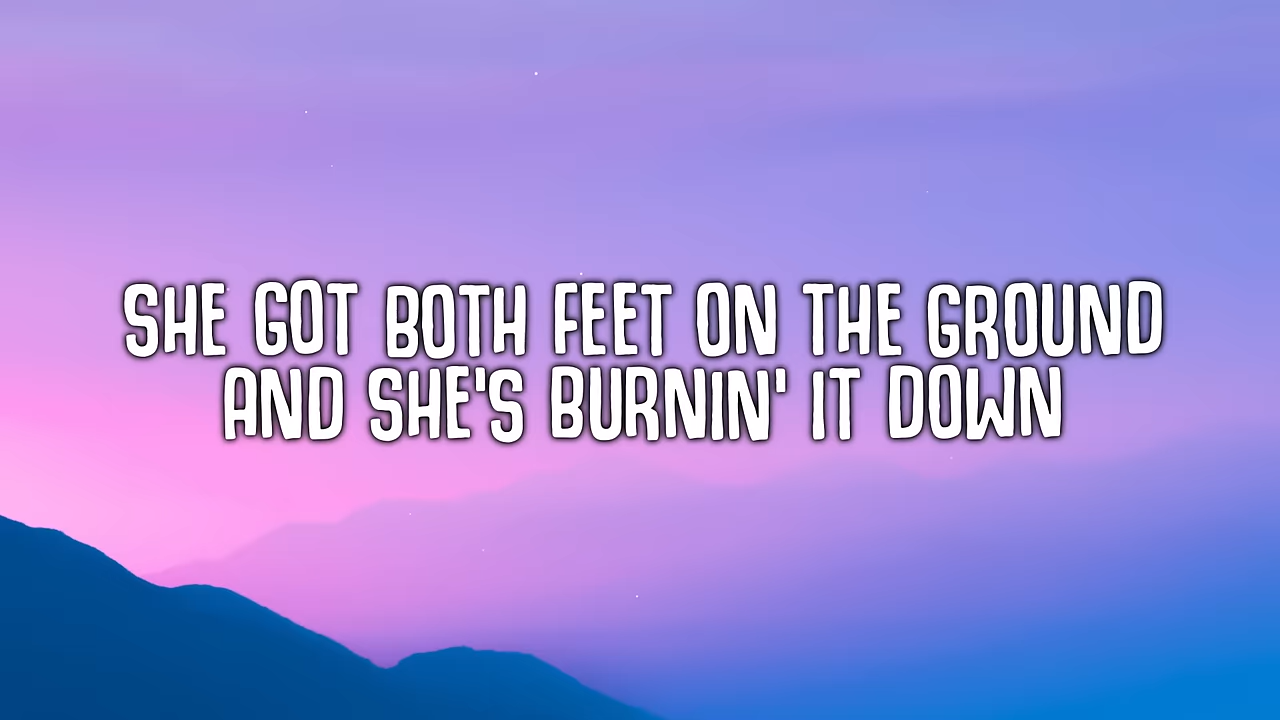 SHE GOT BOTH FEET ON THE GROUND
AND SHE'S BURNIN' IT DOWN